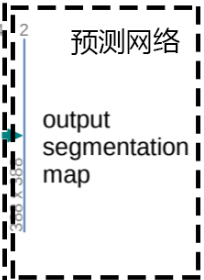 2
预测网络
output
segmentation
map
388 x 388